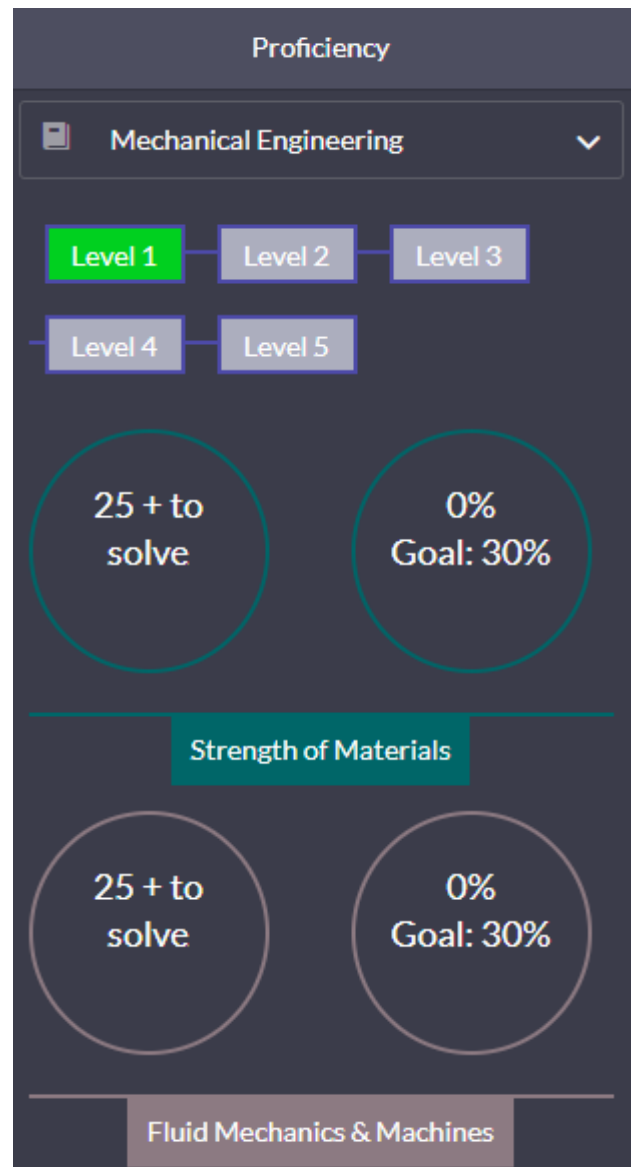 Proficiency
Mechanical Engineering
Level 1 Level 2 Level 3
Level 4 Level 5
25 + to
solve
0%
Goal: 30%
Strength of Materials
25 + to
solve
0%
Goal: 30%
Fluid Mechanics & Machines